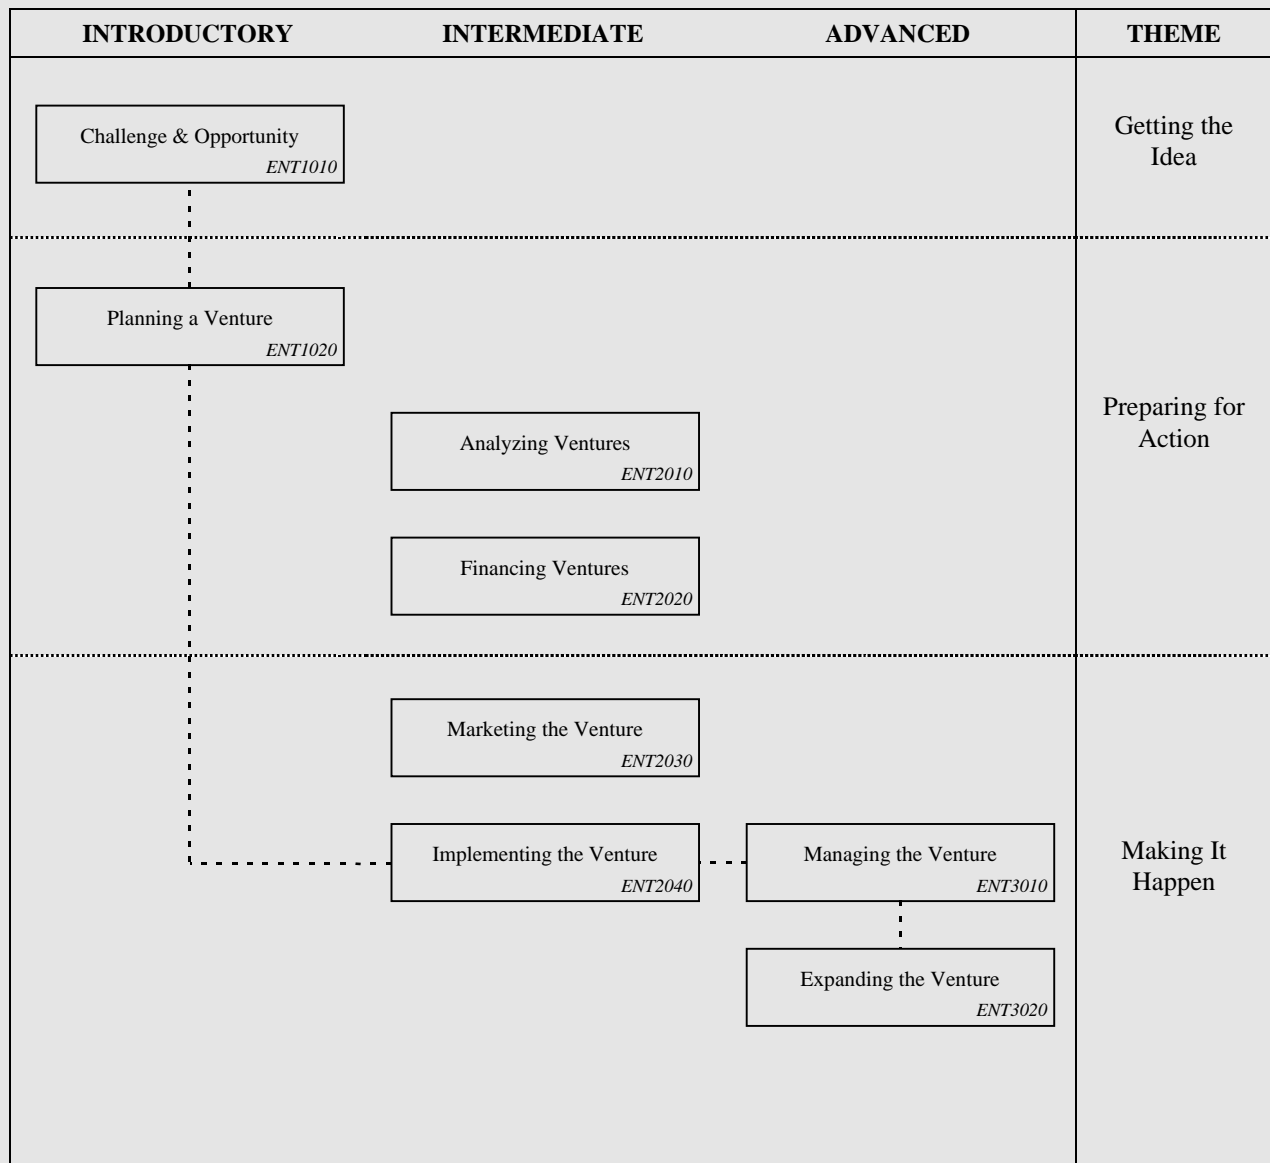 INTRODUCTORY INTERMEDIATE ADVANCED THEME
Challenge & Opportunity
ENT1010
Getting the
Idea
Planning a Venture
ENT1020
Analyzing Ventures
ENT2010
Financing Ventures
ENT2020
Preparing for
Action
Marketing the Venture
ENT2030
Implementing the Venture
ENT2040
Managing the Venture
ENT3010
Expanding the Venture
ENT3020
Making It
Happen